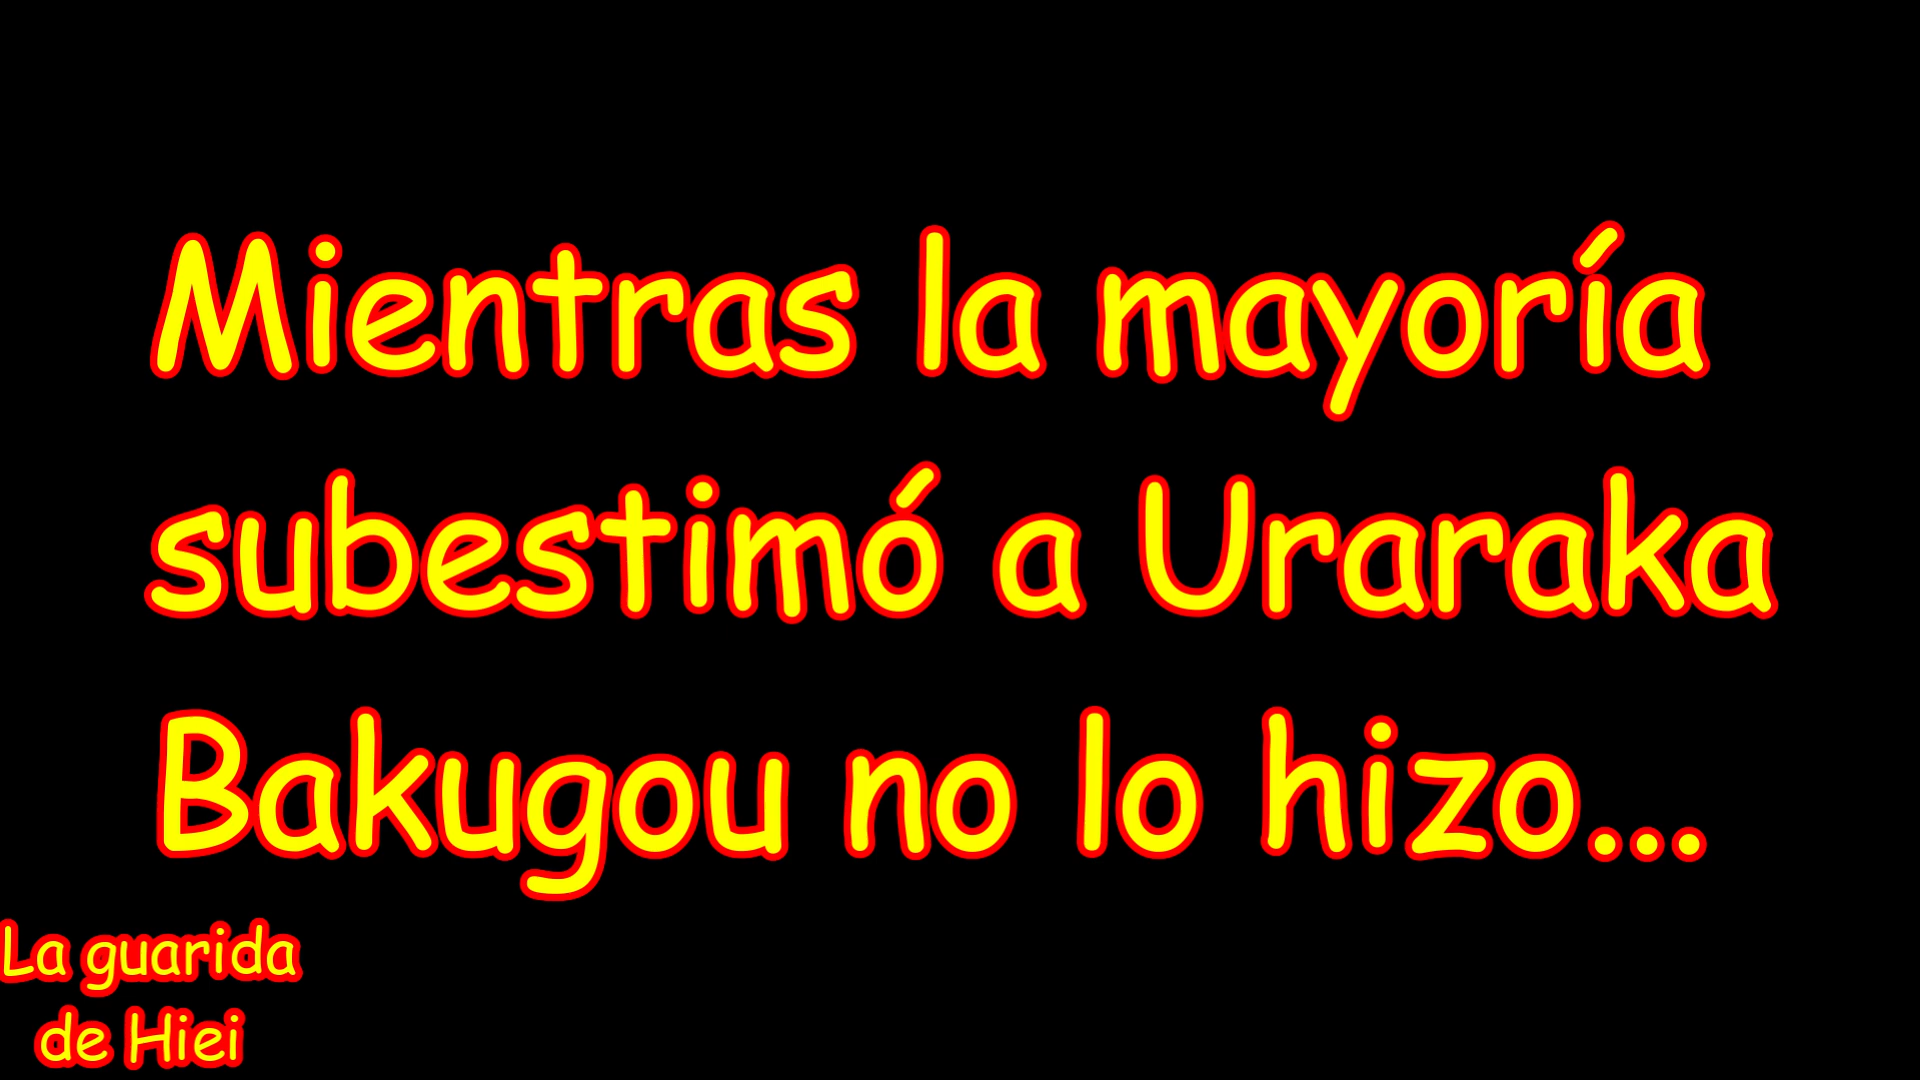 Mientras la mayoría
subestimó a Uraraka
Bakugou no lo hizo...
La guarida
de Hiei